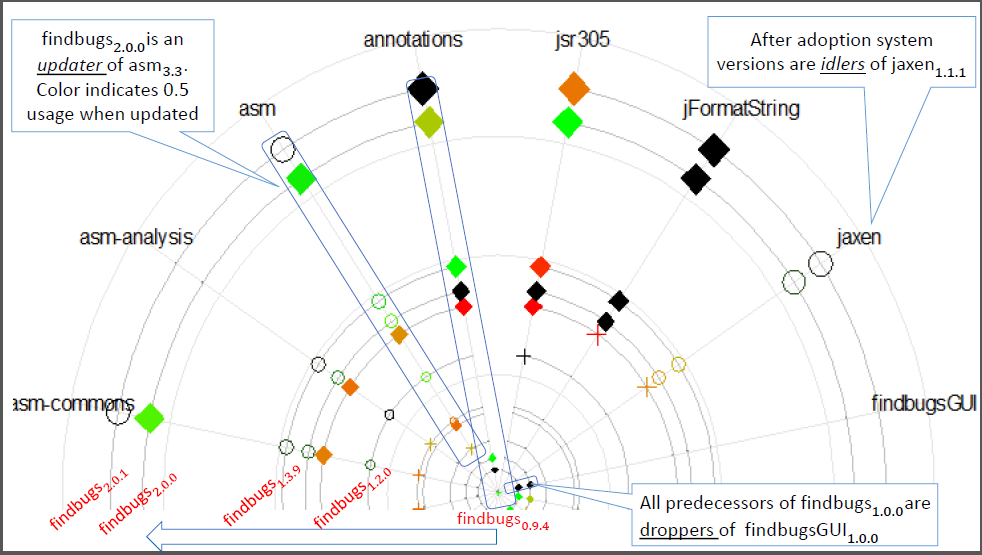 findbugs2.0.0 is an
updater of asm3.3.
Color indicates 0.5
usage when updated
annotations
jsr305
After adoption system
versions are idlers of jaxen1.1.1
asm
jFormatString
asm-analysis
jaxen
asm-commons
findbugsGUI
findbugs2.0.1
findbugs2.0.0
findbugs1.3.9
findbugs1.2.0
findbugs0.9.4
All predecessors of findbugs1.0.0 are
droppers of findbugsGUI1.0.0